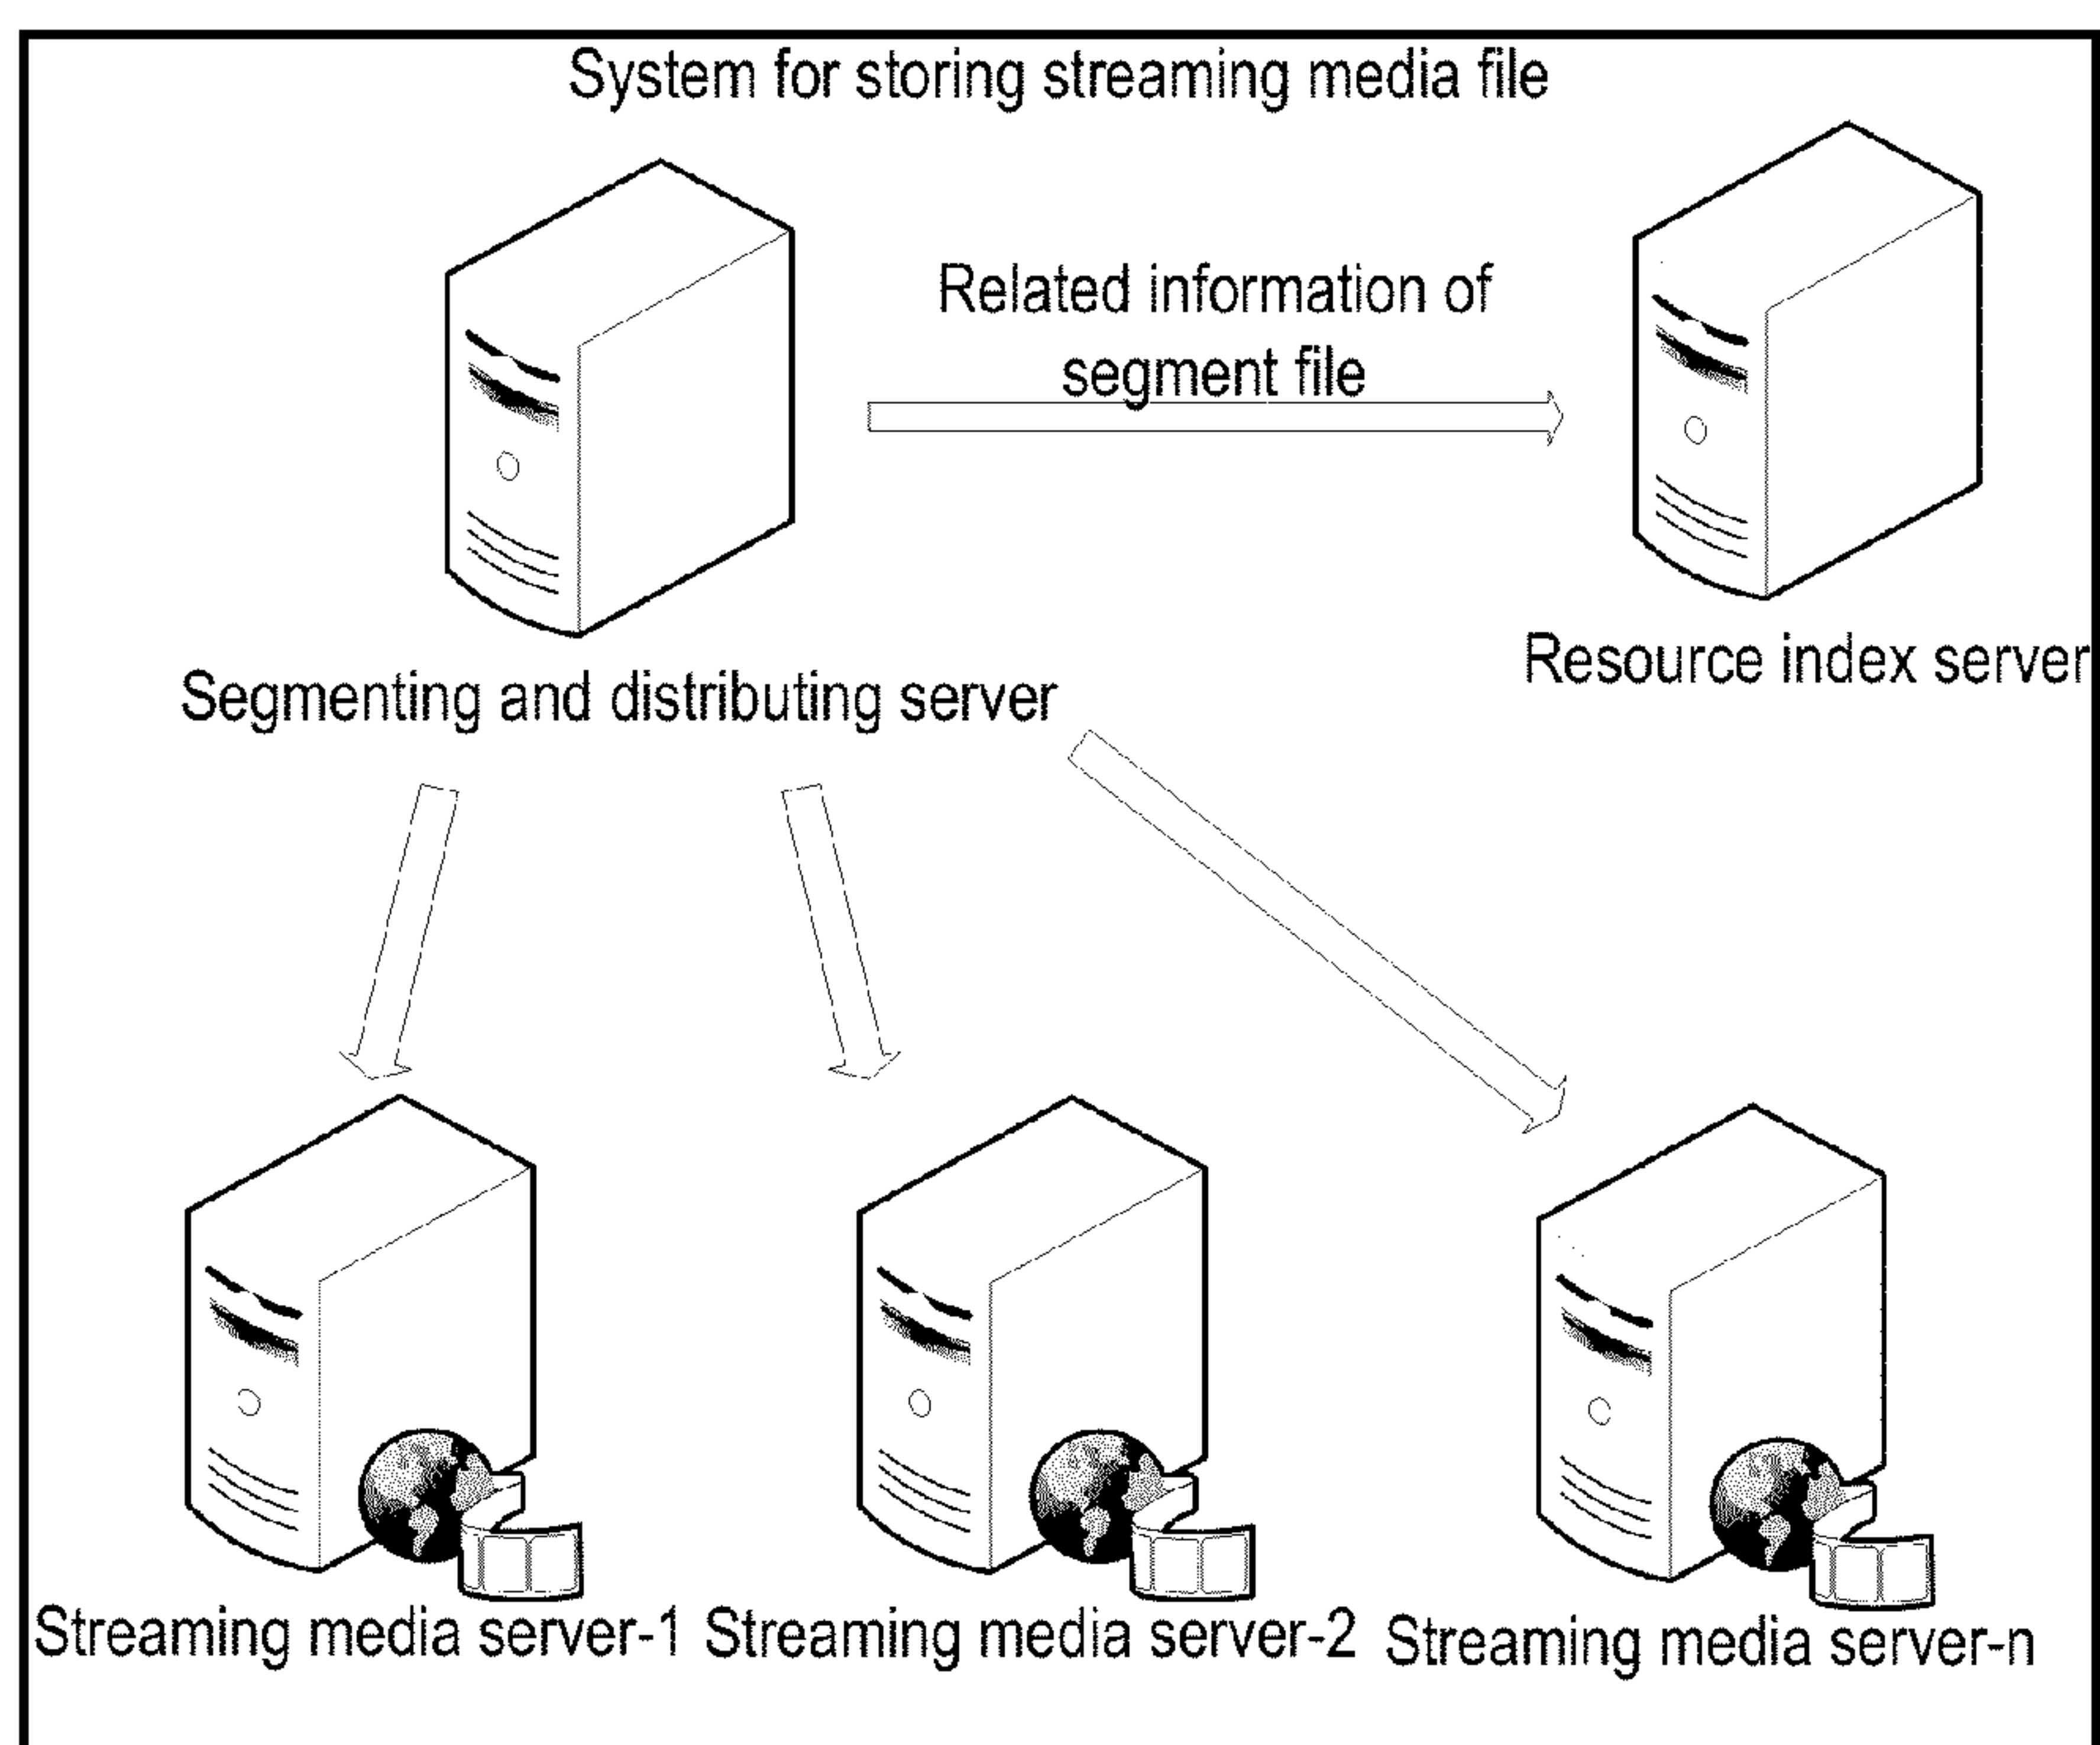 System for storing streaming media file
Related information of
segment file
Resource index server
Segmenting and distributing server
Streaming media server-1
Streaming media server-2
Streaming media server-n